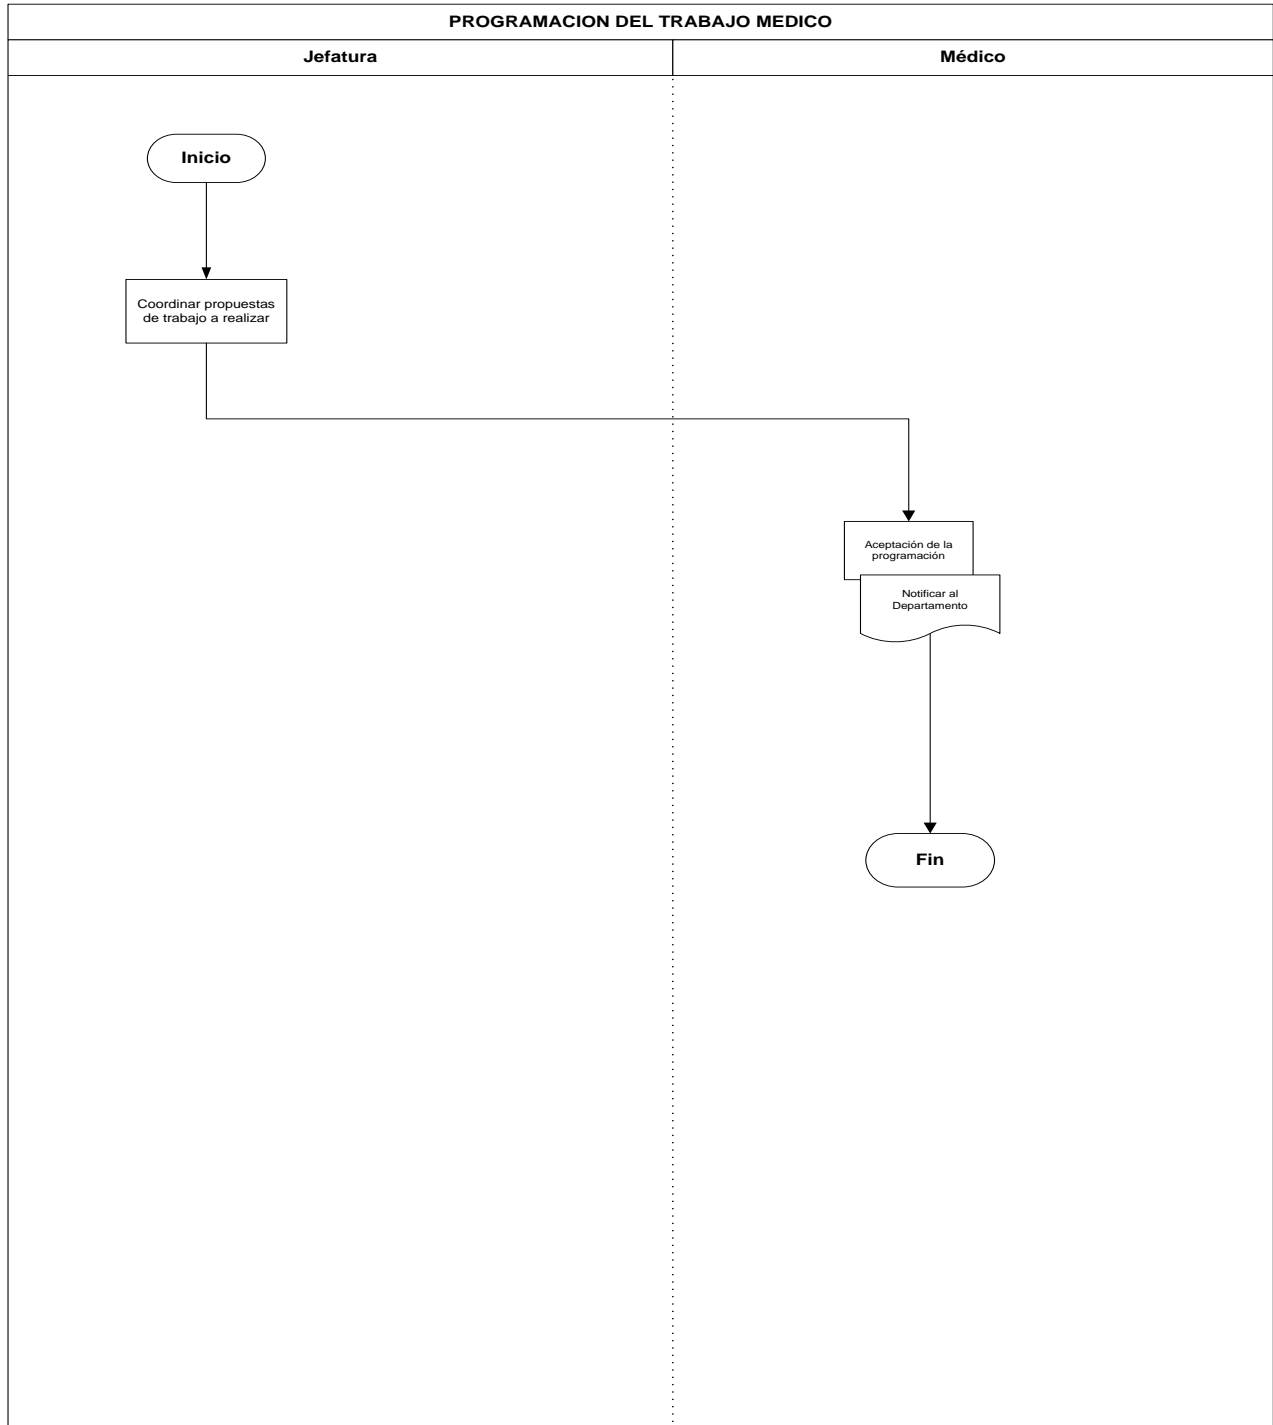 PROGRAMACION DEL TRABAJO MEDICO
Jefatura
Médico
Inicio
Coordinar propuestas
de trabajo a realizar
Aceptación de la
programación
Notificar al
Departamento
Fin